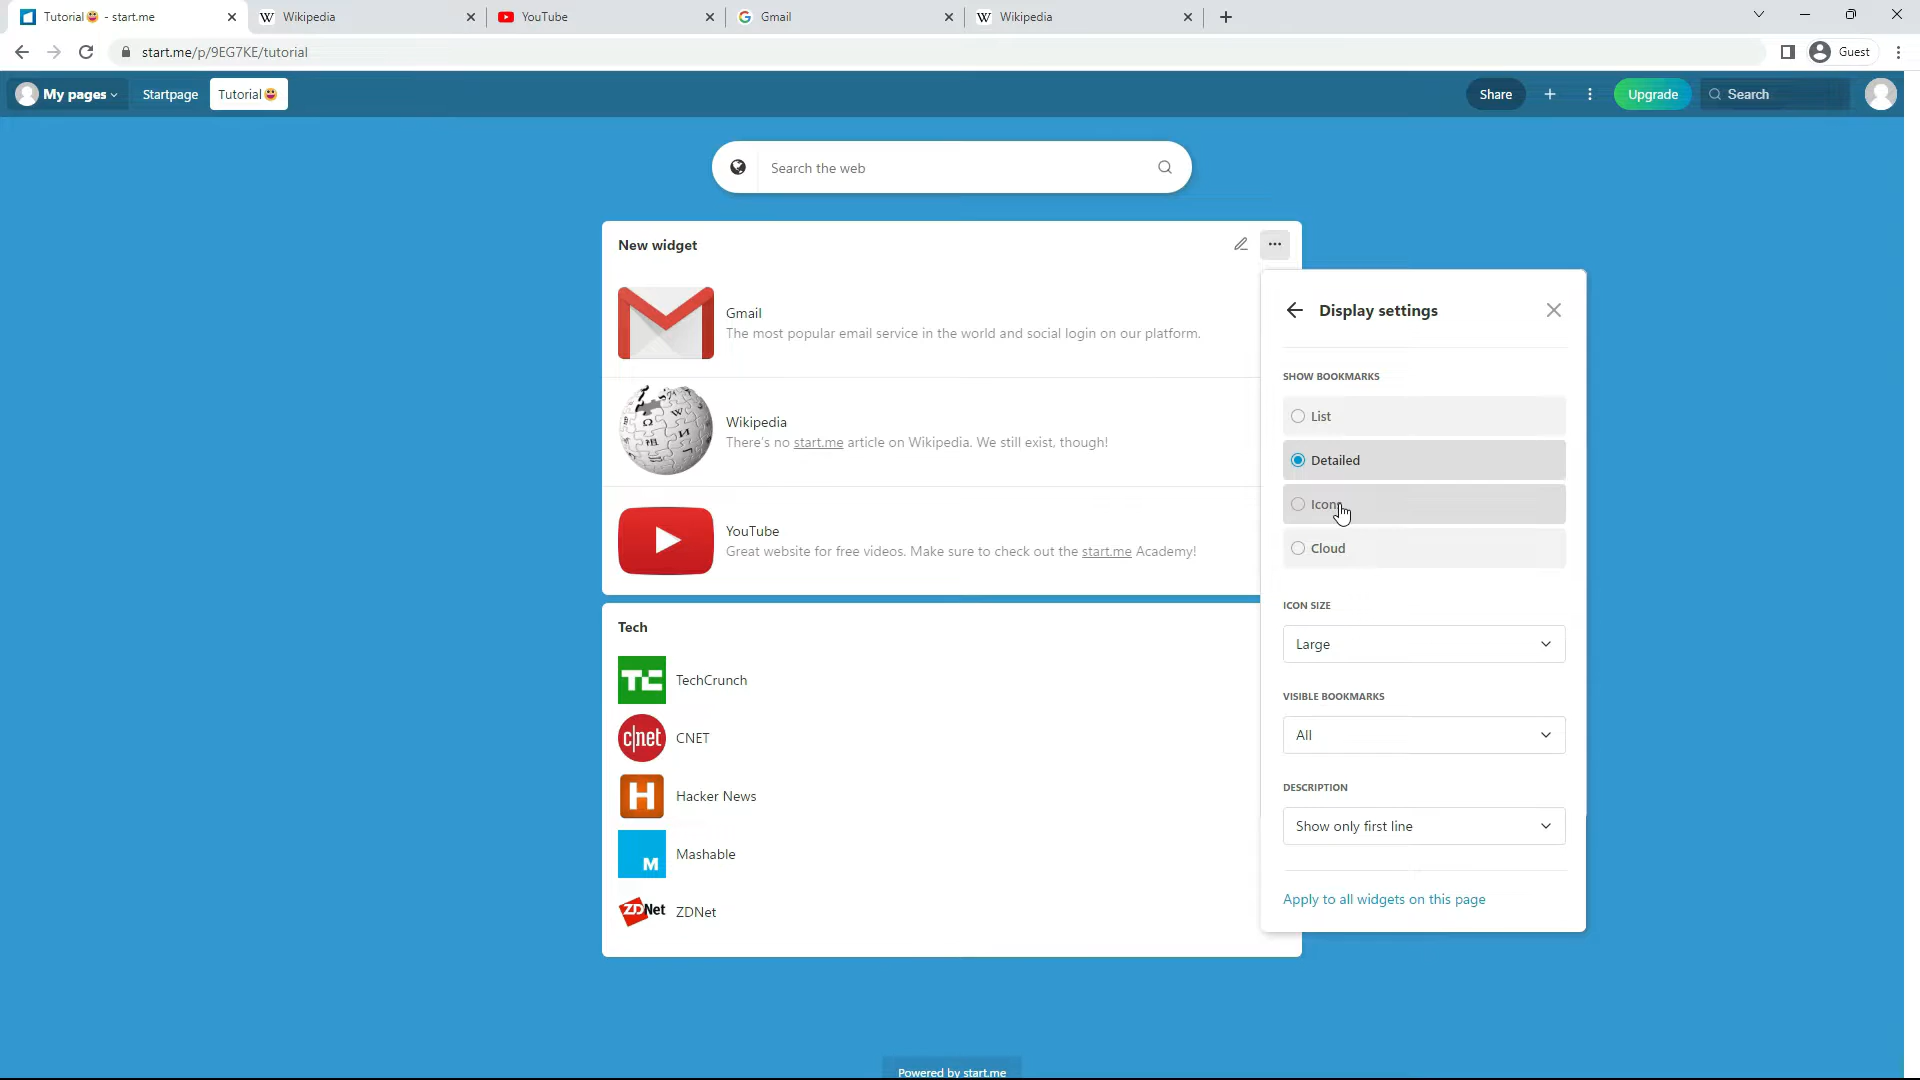 Tutorial😀 - start.me
Wikipedia
YouTube
Gmail
Wikipedia
start.me/p/9EG7KE/tutorial
Guest
My pages
Startpage
Tutorial😀
Share
Upgrade
Search
Search the web
New widget
Gmail
The most popular email service in the world and social login on our platform.
Wikipedia
There's no start.me article on Wikipedia. We still exist, though!
YouTube
Great website for free videos. Make sure to check out the start.me Academy!
Tech
TC
TechCrunch
c|net
CNET
H
Hacker News
M
Mashable
ZDNet
ZDNet
Display settings
SHOW BOOKMARKS
List
Detailed
Icon
Cloud
ICON SIZE
Large
VISIBLE BOOKMARKS
All
DESCRIPTION
Show only first line
Apply to all widgets on this page
Powered by start.me